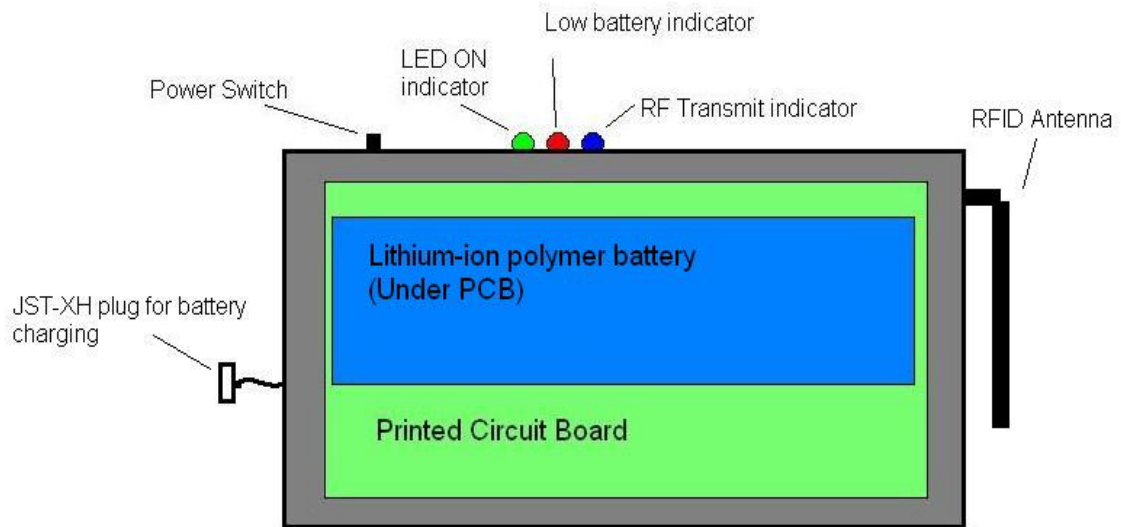 Low battery indicator
LED ON
indicator
Power Switch
RF Transmit indicator
RFID Antenna
Lithium-ion polymer battery
(Under PCB)
JST-XH plug for battery
charging
Printed Circuit Board